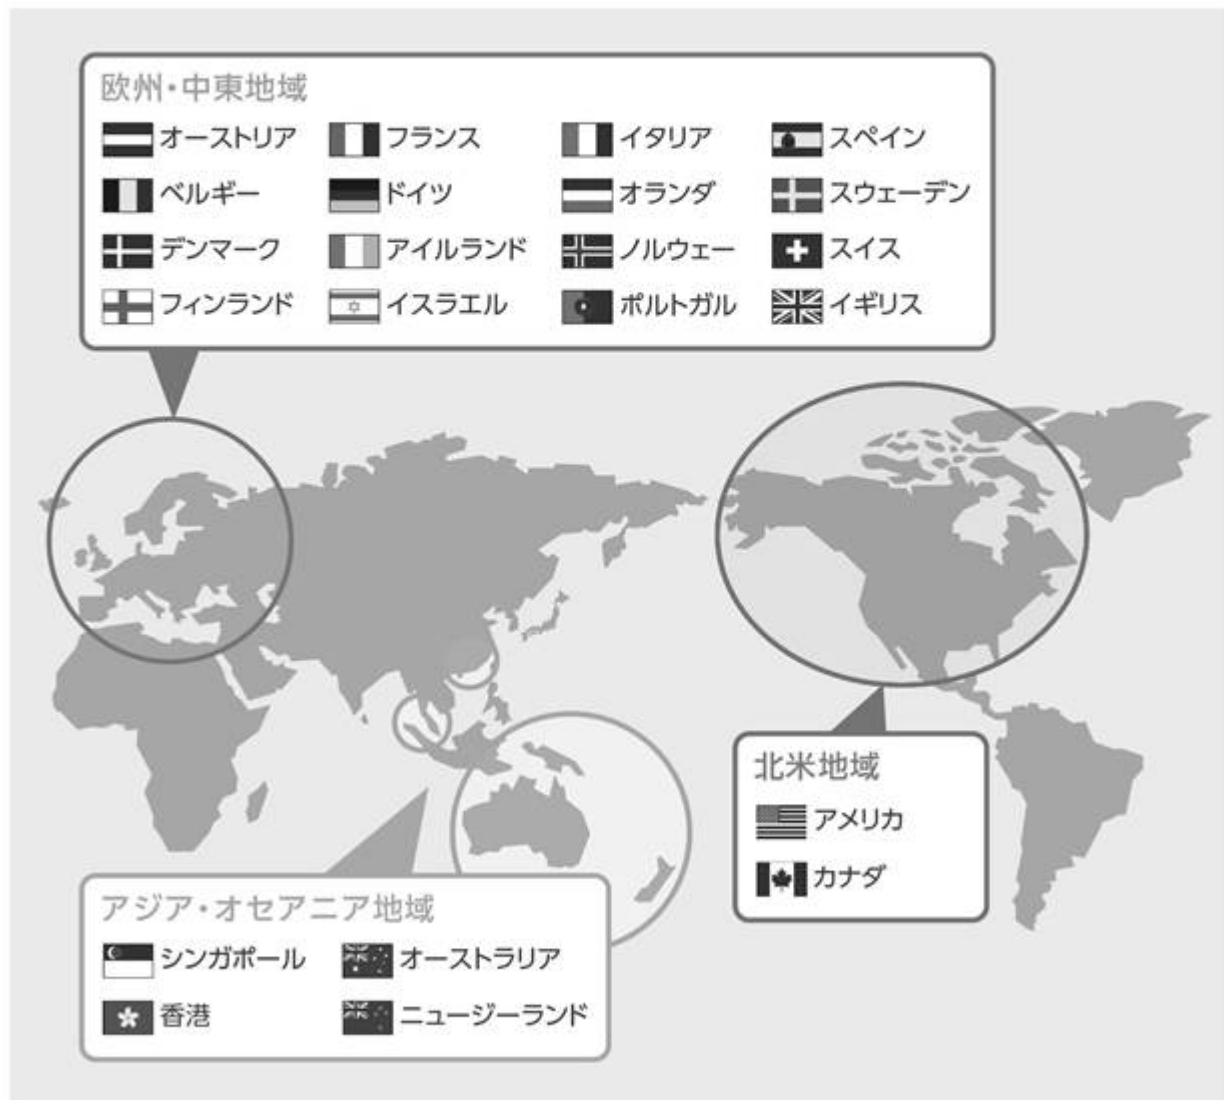 欧州・中東地域
オーストリア フランス イタリア スペイン
ベルギー ドイツ オランダ スウェーデン
デンマーク アイルランド ノルウェー スイス
フィンランド イスラエル ポルトガル イギリス
北米地域
アメリカ
カナダ
アジア・オセアニア地域
シンガポール オーストラリア
香港 ニュージーランド